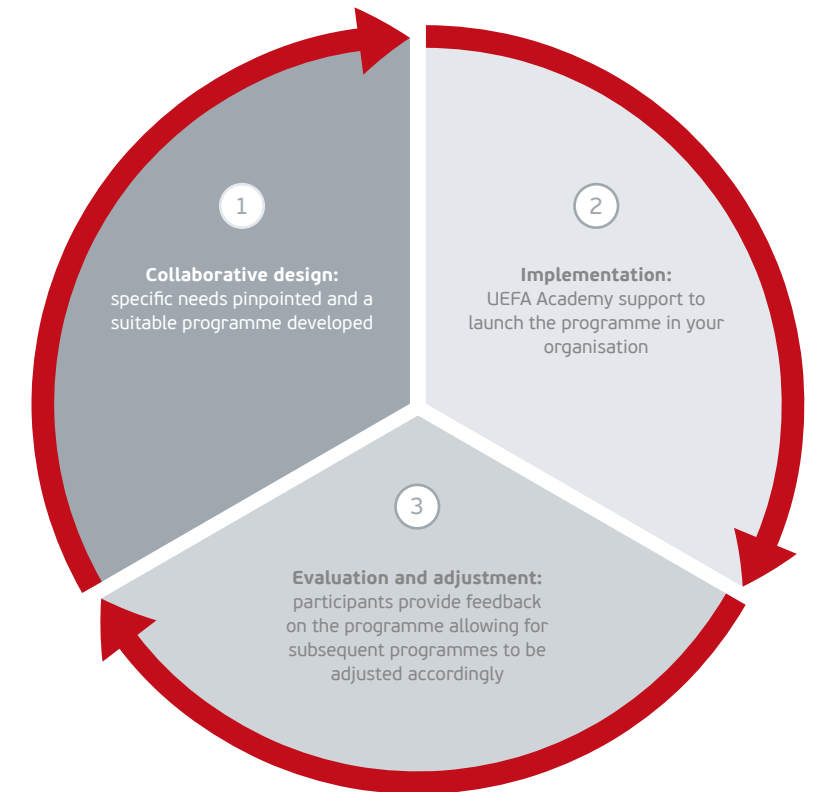 1
Collaborative design:
specific needs pinpointed and a
suitable programme developed
2
Implementation:
UEFA Academy support to
launch the programme in your
organisation
3
Evaluation and adjustment:
participants provide feedback
on the programme allowing for
subsequent programmes to be
adjusted accordingly